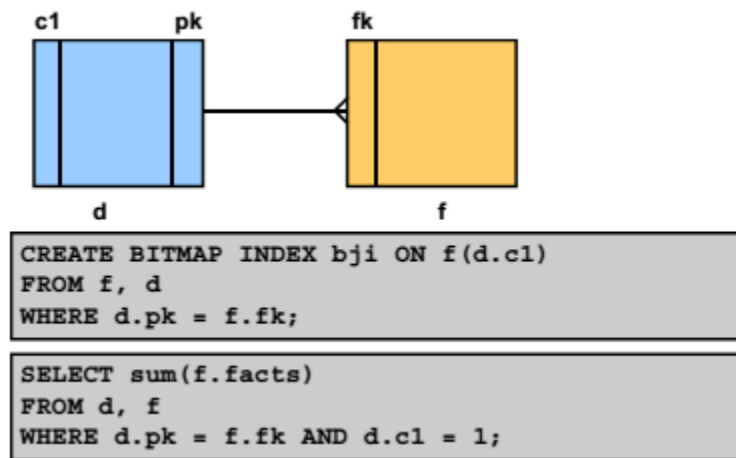 c1 pk fk
d f
CREATE BITMAP INDEX bji ON f(d.c1)
FROM f, d
WHERE d.pk = f.fk;
SELECT sum(f.facts)
FROM d, f
WHERE d.pk = f.fk AND d.c1 = 1;